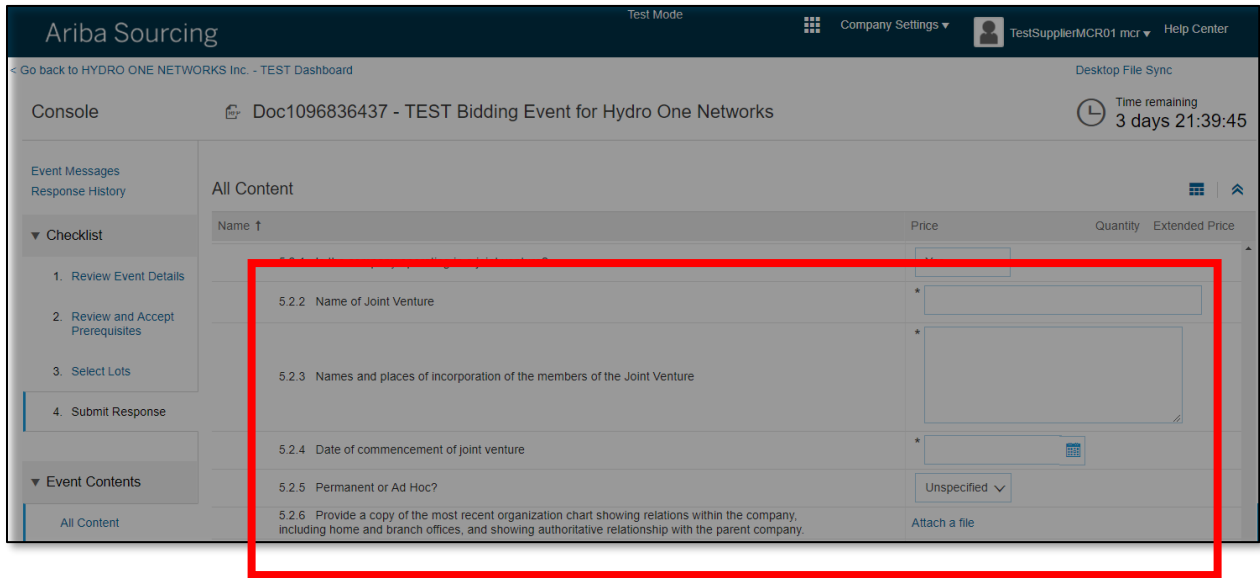 Test Mode
Ariba Sourcing
Company Settings ▾
TestSupplierMCR01 mcr ▾
Help Center
< Go back to HYDRO ONE NETWORKS Inc. - TEST Dashboard
Desktop File Sync
Console
Doc1096836437 - TEST Bidding Event for Hydro One Networks
Time remaining
3 days 21:39:45
Event Messages
Response History
▼ Checklist
1. Review Event Details
2. Review and Accept
Prerequisites
3. Select Lots
4. Submit Response
▼ Event Contents
All Content
All Content
Name ↑
Price
Quantity
Extended Price
5.2.2 Name of Joint Venture
*
5.2.3 Names and places of incorporation of the members of the Joint Venture
*
5.2.4 Date of commencement of joint venture
*
5.2.5 Permanent or Ad Hoc?
Unspecified
5.2.6 Provide a copy of the most recent organization chart showing relations within the company,
including home and branch offices, and showing authoritative relationship with the parent company.
Attach a file